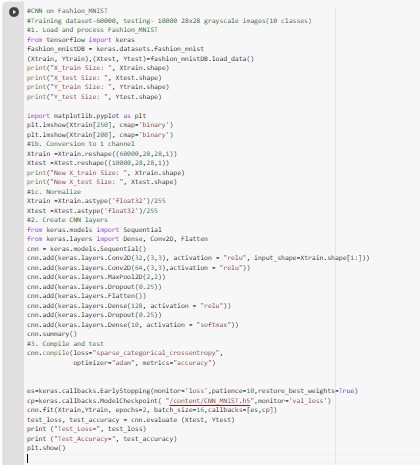 #CNN on Fashion_MNIST
#Training dataset-60000, testing- 10000 28x28 grayscale images(10 classes)
#1. Load and process Fashion_MNIST
from tensorflow import keras
fashion_mnistDB = keras.datasets.fashion_mnist
(Xtrain, Ytrain),(Xtest, Ytest)=fashion_mnistDB.load_data()
print("X_train Size: ", Xtrain.shape)
print("X_test Size: ", Xtest.shape)
print("Y_train Size: ", Ytrain.shape)
print("Y_test Size: ", Ytest.shape)
import matplotlib.pyplot as plt
plt.imshow(Xtrain[250], cmap='binary')
plt.imshow(Xtrain[200], cmap='binary')
#1b. Conversion to 1 channel
Xtrain =Xtrain.reshape((60000,28,28,1))
Xtest =Xtest.reshape((10000,28,28,1))
print("New X_train Size: ", Xtrain.shape)
print("New X_test Size: ", Xtest.shape)
#1c. Normalize
Xtrain =Xtrain.astype('float32')/255
Xtest =Xtest.astype('float32')/255
#2. Create CNN layers
from keras.models import Sequential
from keras.layers import Dense, Conv2D, Flatten
cnn = keras.models.Sequential()
cnn.add(keras.layers.Conv2D(32,(3,3), activation = "relu", input_shape=Xtrain.shape[1:]))
cnn.add(keras.layers.Conv2D(64,(3,3),activation = "relu"))
cnn.add(keras.layers.MaxPool2D(2,2))
cnn.add(keras.layers.Dropout(0.25))
cnn.add(keras.layers.Flatten())
cnn.add(keras.layers.Dense(128, activation = "relu"))
cnn.add(keras.layers.Dropout(0.25))
cnn.add(keras.layers.Dense(10, activation = "softmax"))
cnn.summary()
#3. Compile and test
cnn.compile(loss="sparse_categorical_crossentropy",
optimizer="adam", metrics="accuracy")
es=keras.callbacks.EarlyStopping(monitor='loss',patience=10,restore_best_weights=True)
cp=keras.callbacks.ModelCheckpoint( "/content/CNN_MNIST.h5",monitor='val_loss')
cnn.fit(Xtrain,Ytrain, epochs=2, batch_size=16,callbacks=[es,cp])
test_loss, test_accuracy = cnn.evaluate (Xtest, Ytest)
print ("Test_Loss=", test_loss)
print ("Test_Accuracy=", test_accuracy)
plt.show()